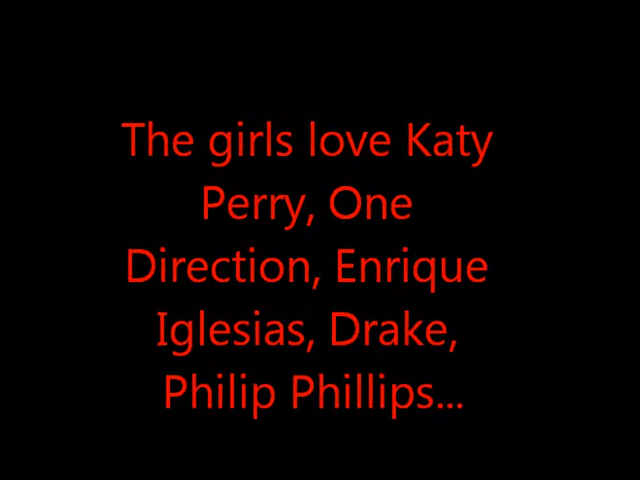 The girls love Katy
Perry, One
Direction, Enrique
Iglesias, Drake,
Philip Phillips...